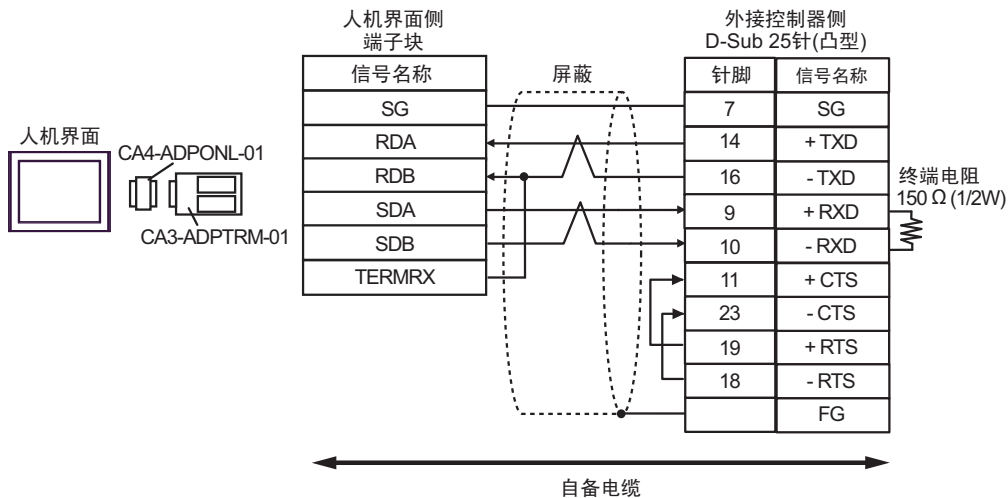 人机界面侧
端子块
外接控制器侧
D-Sub 25针(凸型)
信号名称
屏蔽
针脚
信号名称
SG
7
SG
人机界面
RDA
14
+ TXD
CA4-ADPONL-01
RDB
16
- TXD
终端电阻
150 Ω (1/2W)
SDA
9
+ RXD
CA3-ADPTRM-01
SDB
10
- RXD
TERMRX
11
+ CTS
23
- CTS
19
+ RTS
18
- RTS
FG
自备电缆